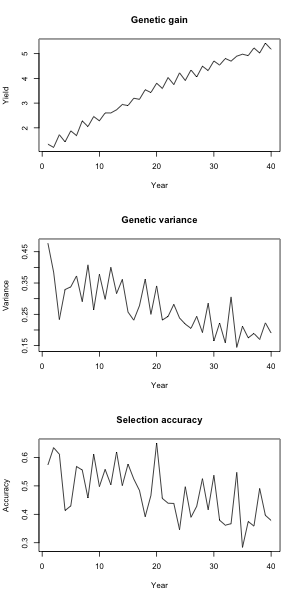 Genetic gain
Yield
5
4
3
2
0 10 20 30 40
Year
Genetic variance
Variance
0.45
0.35
0.25
0.15
0 10 20 30 40
Year
Selection accuracy
Accuracy
0.6
0.5
0.4
0.3
0 10 20 30 40
Year